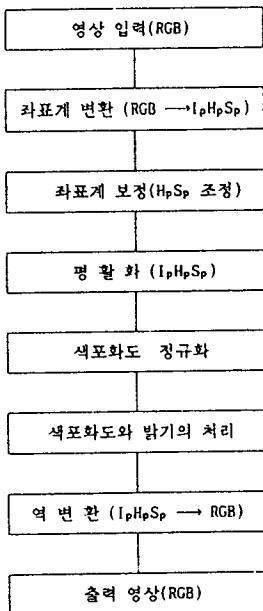 영상 입력(RGB)
좌표계 변환 (RGB ⟶IₚHₚSₚ)
좌표계 보정(HₚSₚ 조정)
평 활 화 (IₚHₚSₚ)
색포화도 정규화
색포화도와 밝기의 처리
역 변 환 (IₚHₚSₚ ⟶ RGB)
출력 영상(RGB)